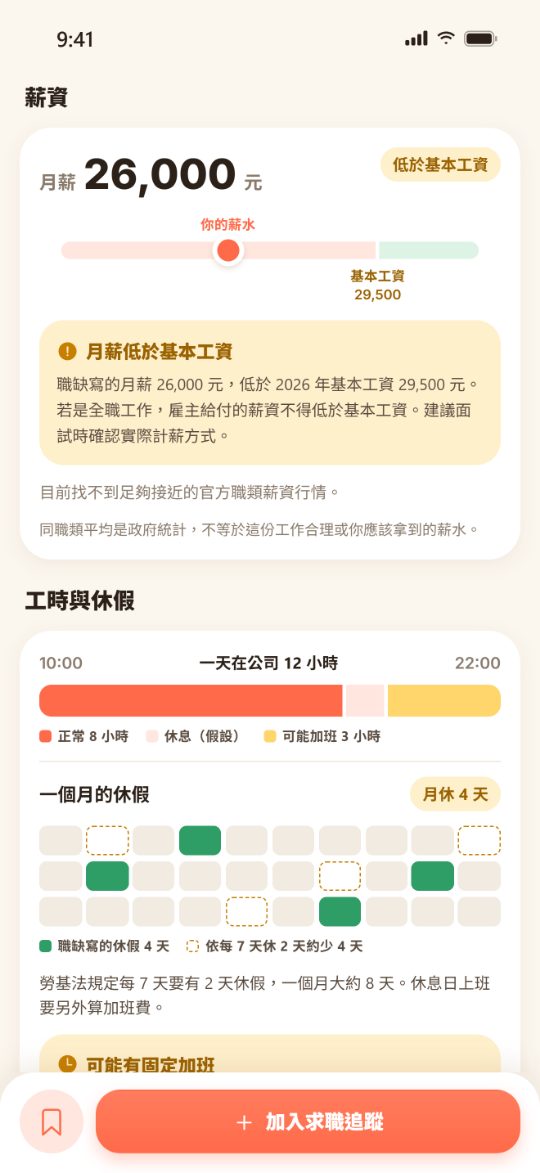 9:41
薪資
月薪 26,000 元
低於基本工資
你的薪水
基本工資
29,500
月薪低於基本工資
職缺寫的月薪 26,000 元，低於 2026 年基本工資 29,500 元。
若是全職工作，雇主給付的薪資不得低於基本工資。建議面
試時確認實際計薪方式。
目前找不到足夠接近的官方職類薪資行情。
同職類平均是政府統計，不等於這份工作合理或你應該拿到的薪水。
工時與休假
10:00 一天在公司 12 小時 22:00
正常 8 小時 休息（假設） 可能加班 3 小時
一個月的休假
月休 4 天
職缺寫的休假 4 天 依每 7 天休 2 天約少 4 天
勞基法規定每 7 天要有 2 天休假，一個月大約 8 天。休息日上班
要另外算加班費。
可能有固定加班
＋ 加入求職追蹤